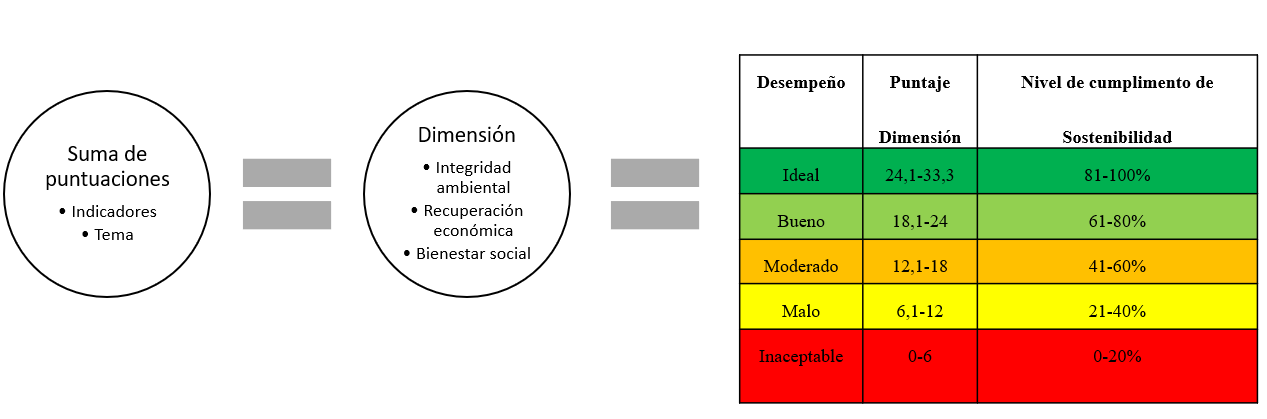 Suma de
puntuaciones
• Indicadores
• Tema
Dimensión
• Integridad
ambiental
• Recuperación
económica
• Bienestar social
Desempeño Puntaje Nivel de cumplimento de
Dimensión Sostenibilidad
Ideal 24,1-33,3 81-100%
Bueno 18,1-24 61-80%
Moderado 12,1-18 41-60%
Malo 6,1-12 21-40%
Inaceptable 0-6 0-20%